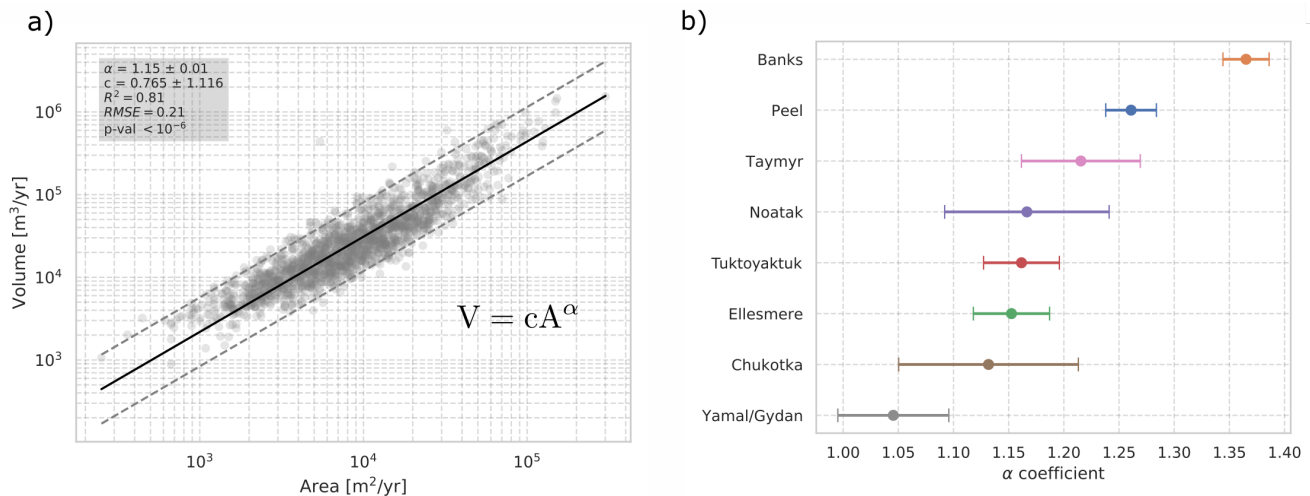 a)
α = 1.15 ± 0.01
c = 0.765 ± 1.116
R² = 0.81
RMSE = 0.21
p-val < 10⁻⁶
10⁶
10⁵
10⁴
10³
Volume [m³/yr]
V = cA^α
10³ 10⁴ 10⁵
Area [m²/yr]
b)
Banks
Peel
Taymyr
Noatak
Tuktoyaktuk
Ellesmere
Chukotka
Yamal/Gydan
1.00 1.05 1.10 1.15 1.20 1.25 1.30 1.35 1.40
α coefficient